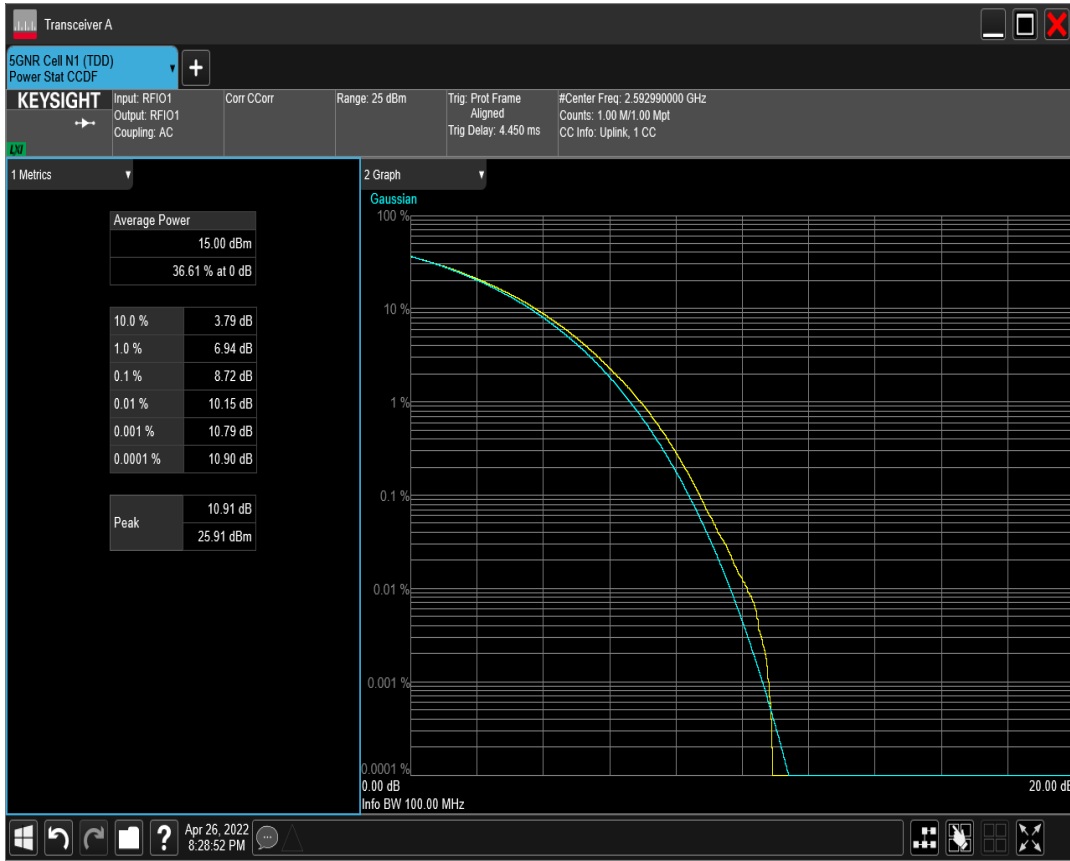 Transceiver A
5GNR Cell N1 (TDD)
Power Stat CCDF
KEYSIGHT
LXI
Input: RFIO1
Output: RFIO1
Coupling: AC
Corr CCorr
Range: 25 dBm
Trig: Prot Frame
Aligned
Trig Delay: 4.450 ms
#Center Freq: 2.592990000 GHz
Counts: 1.00 M/1.00 Mpt
CC Info: Uplink, 1 CC
1 Metrics
Average Power
15.00 dBm
36.61 % at 0 dB
10.0 % 3.79 dB
1.0 % 6.94 dB
0.1 % 8.72 dB
0.01 % 10.15 dB
0.001 % 10.79 dB
0.0001 % 10.90 dB
Peak
10.91 dB
25.91 dBm
2 Graph
Gaussian
100 %
10 %
1 %
0.1 %
0.01 %
0.001 %
0.0001 %
0.00 dB 20.00 dB
Info BW 100.00 MHz
? Apr 26, 2022
8:28:52 PM